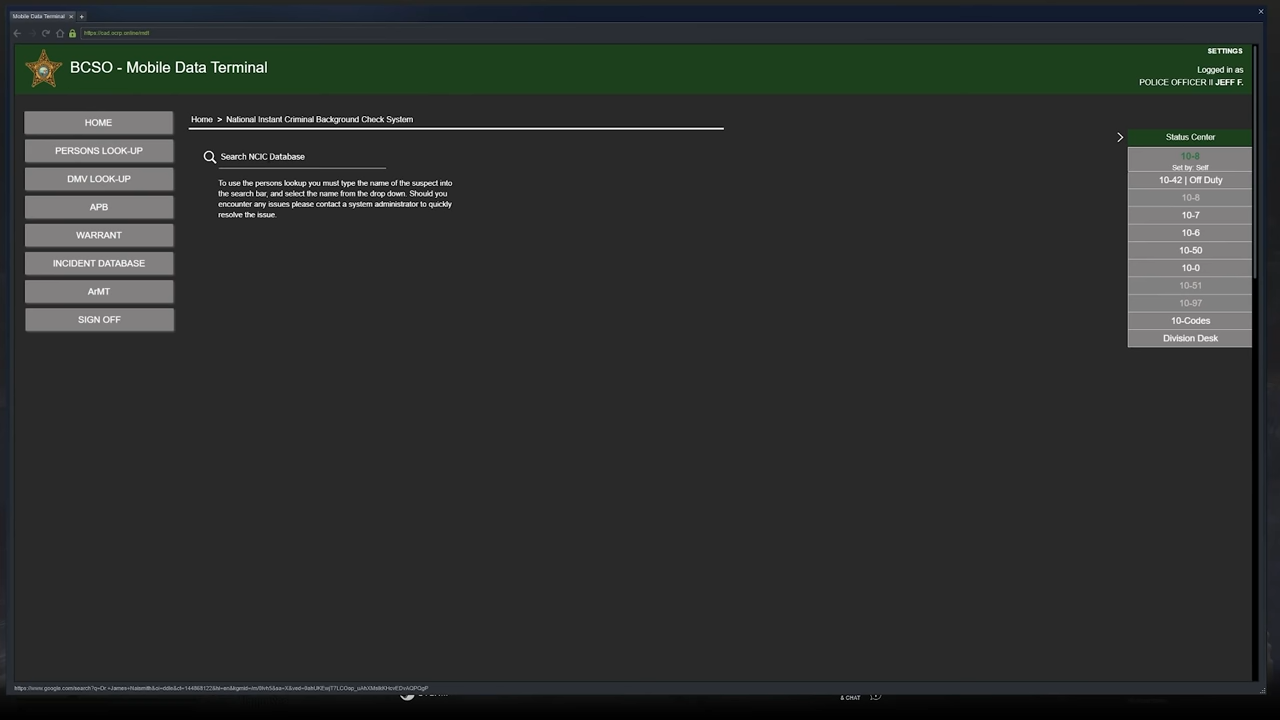 Mobile Data Terminal
SETTINGS
BCSO - Mobile Data Terminal
Logged in as
POLICE OFFICER II JEFF F.
HOME
PERSONS LOOK-UP
DMV LOOK-UP
APB
WARRANT
INCIDENT DATABASE
ArMT
SIGN OFF
Home > National Instant Criminal Background Check System
Search NCIC Database
To use the persons lookup you must type the name of the suspect into
the search bar, and select the name from the drop down. Should you
encounter any issues please contact a system administrator to quickly
resolve the issue.
Status Center
10-8
Set by: Self
10-42 | Off Duty
10-8
10-7
10-6
10-50
10-0
10-51
10-97
10-Codes
Division Desk
& CHAT